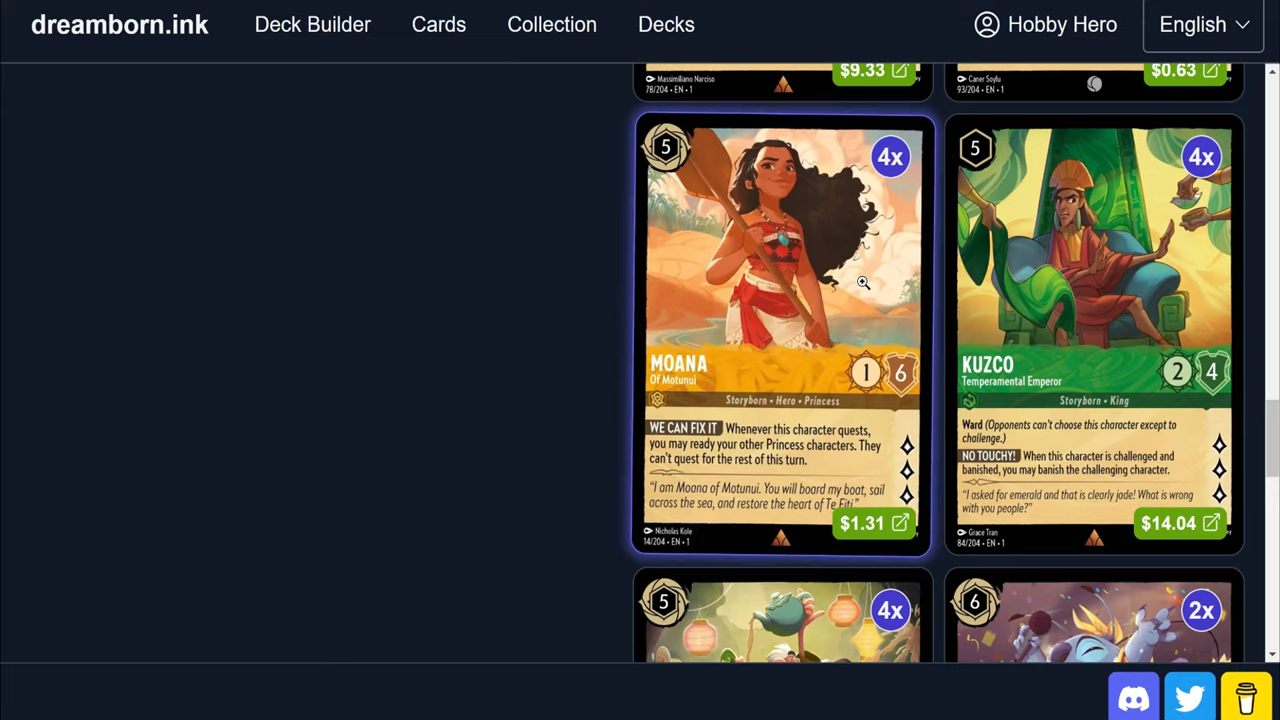 dreamborn.ink
Deck Builder
Cards
Collection
Decks
Hobby Hero
English
Massimiliano Narciso
78/204 • EN • 1
$9.33
Caner Soylu
93/204 • EN • 1
$0.63
5
4x
MOANA
Of Motunui
1
6
Storyborn • Hero • Princess
WE CAN FIX IT Whenever this character quests,
you may ready your other Princess characters. They
can't quest for the rest of this turn.
"I am Moana of Motunui. You will board my boat, sail
across the sea, and restore the heart of Te Fiti."
Nicholas Kole
14/204 • EN • 1
$1.31
5
4x
KUZCO
Temperamental Emperor
2
4
Storyborn • King
Ward (Opponents can't choose this character except to
challenge.)
NO TOUCHY! When this character is challenged and
banished, you may banish the challenging character.
"I asked for emerald and that is clearly jade! What is wrong
with you people?"
Grace Tran
84/204 • EN • 1
$14.04
5
4x
6
2x